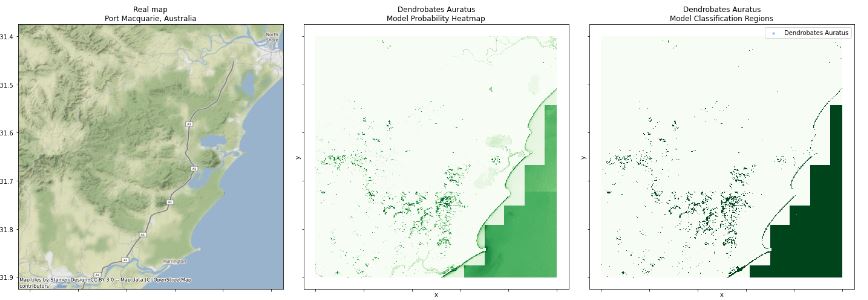 Real map
Port Macquarie, Australia
Dendrobates Auratus
Model Probability Heatmap
Dendrobates Auratus
Model Classification Regions
Dendrobates Auratus
North
Shore
31.4
31.5
31.6
31.7
31.8
31.9
y
y
Harrington
Map tiles by Stamen Design, CC BY 3.0 -- Map data (C) OpenStreetMap
contributors
x
x